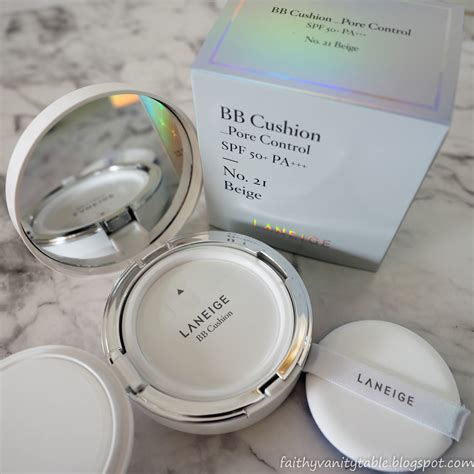 BB Cushion _Pore Control
SPF 50+ PA+++
No. 21 Beige
BB Cushion
_Pore Control
SPF 50+ PA+++
No. 21
Beige
LANEIGE
LANEIGE
BB Cushion
LANEIGE
faithyvanitytable.blogspot.com